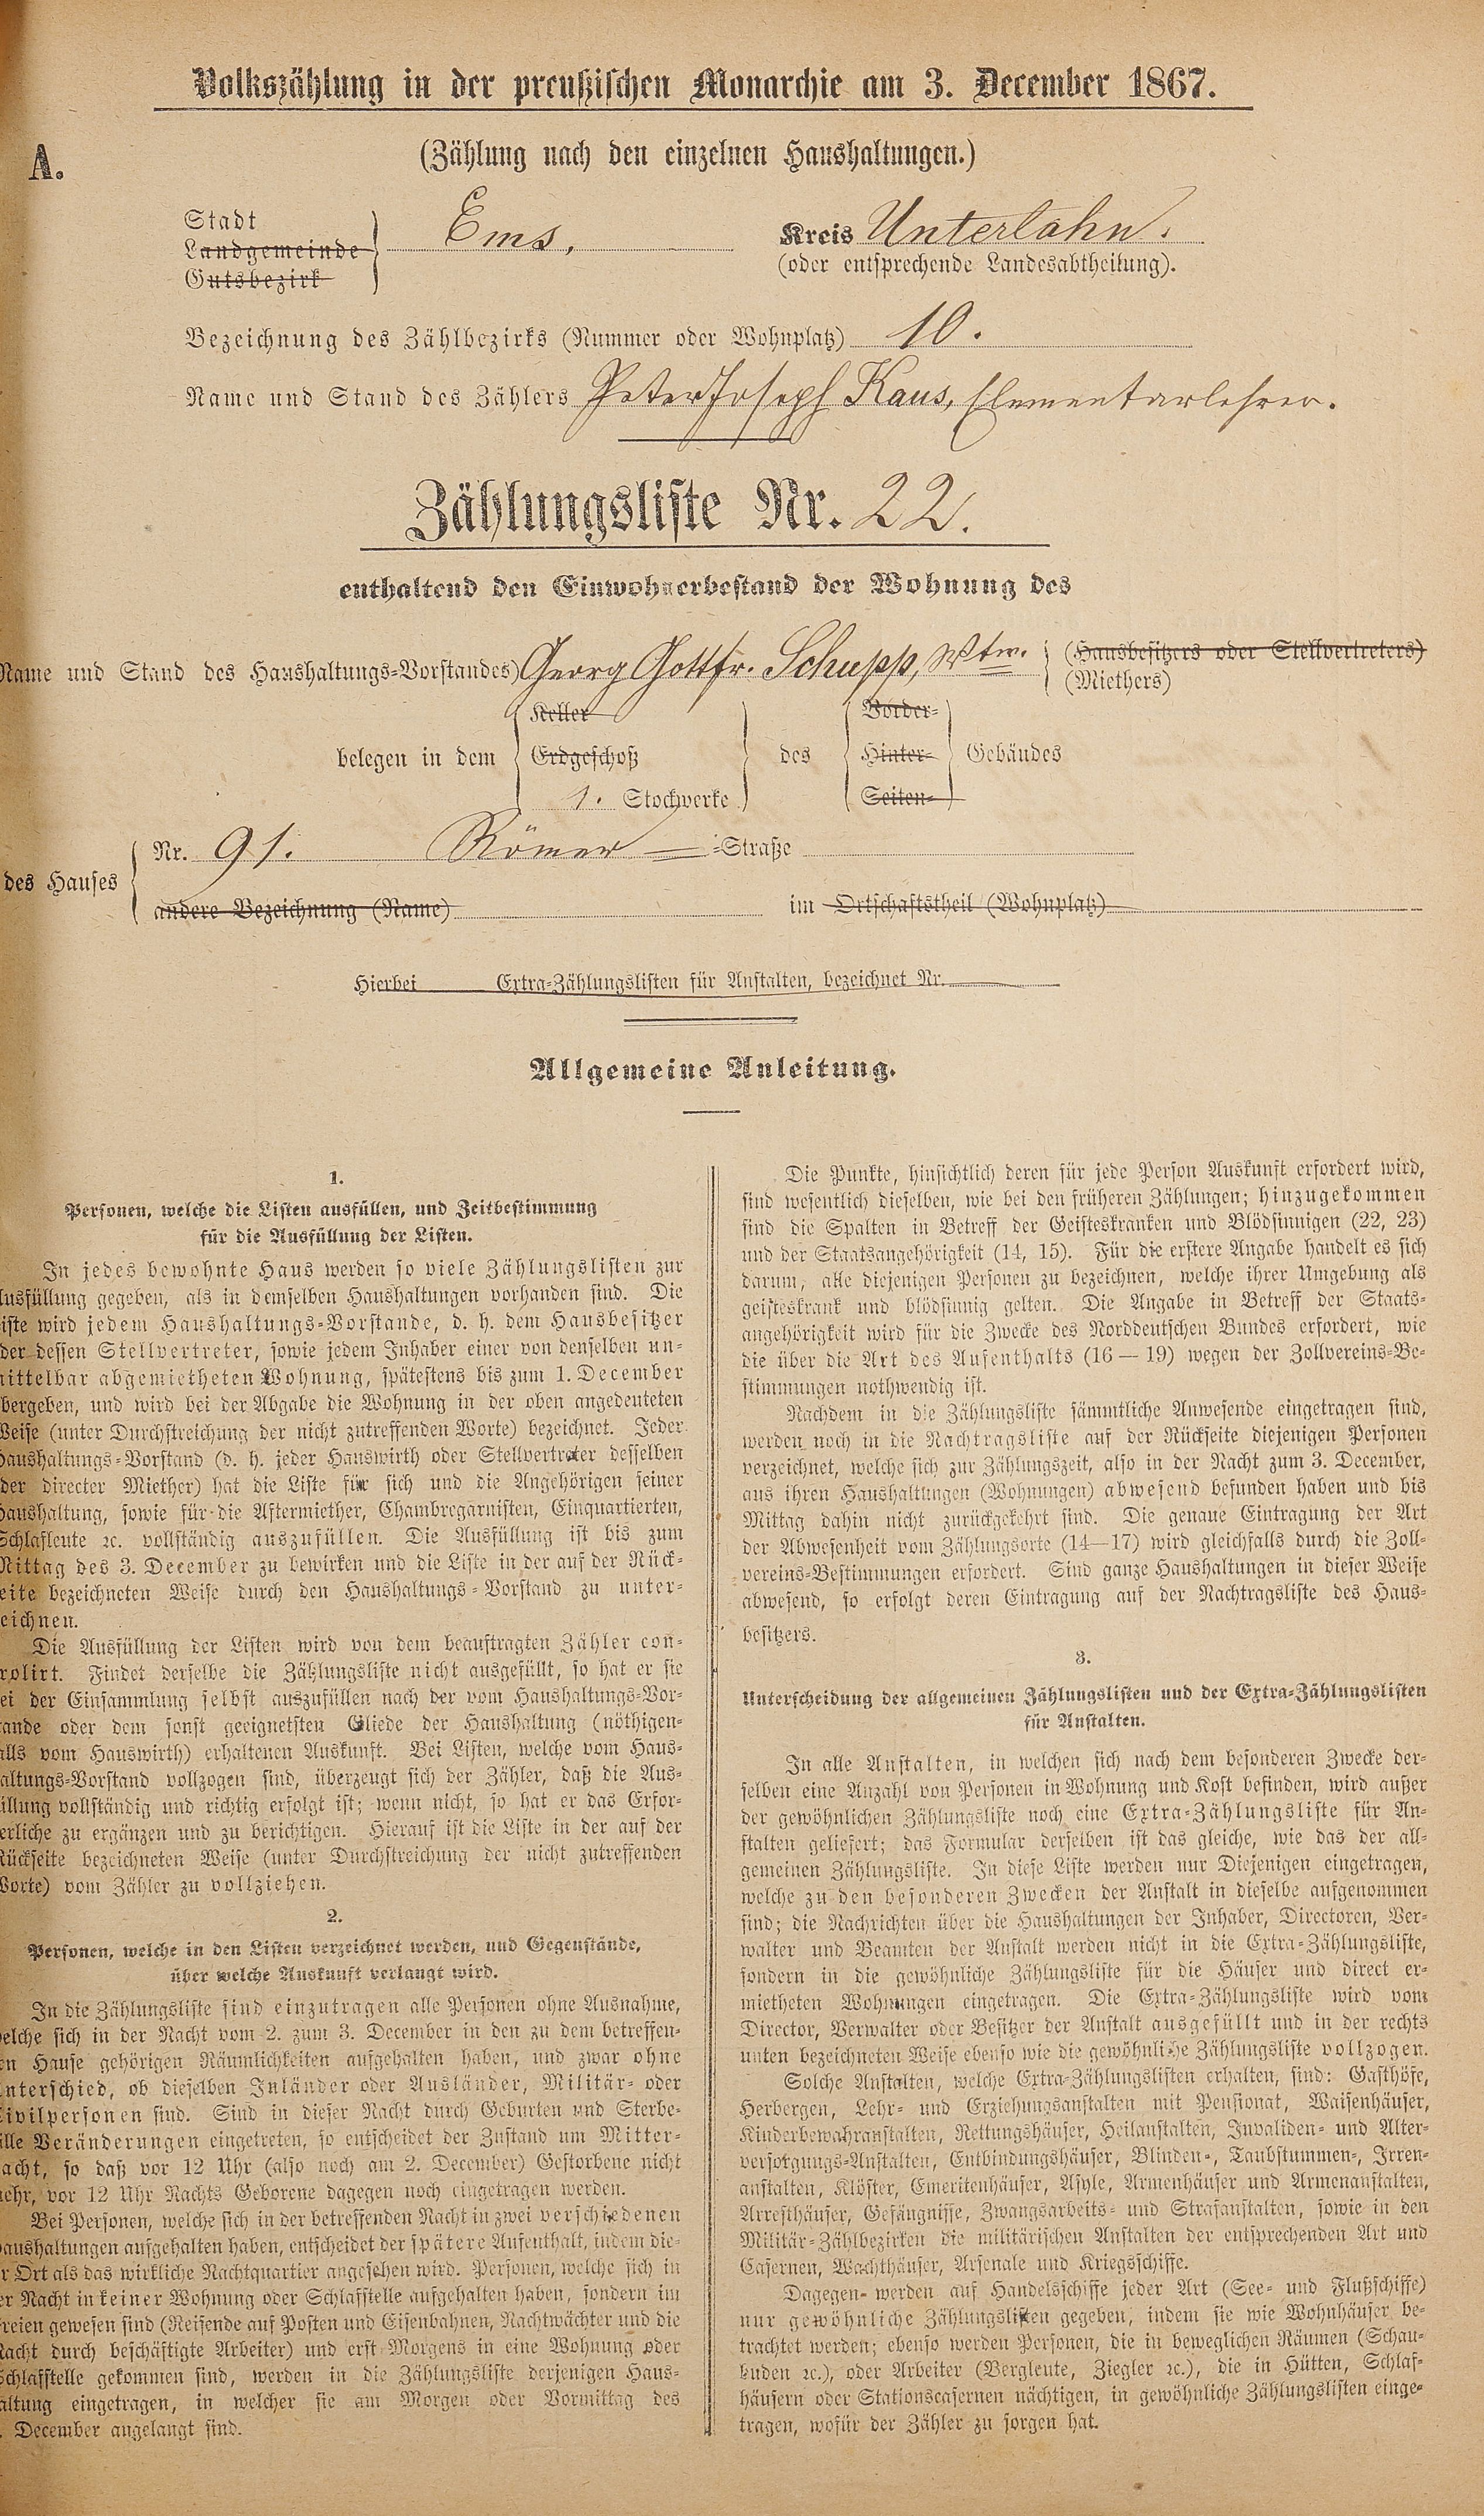 Volkszählung in der preußischen Monarchie am 3. December 1867.
A.
(Zählung nach den einzelnen Haushaltungen.)
Stadt
Landgemeinde
Gutsbezirk
Ems.
Kreis Unterlahn.
(oder entsprechende Landesabtheilung).
Bezeichnung des Zählbezirks (Nummer oder Wohnplatz) 10.
Name und Stand des Zählers Peter Joseph Kaus, Elementarlehrer.
Zählungsliste Nr. 22.
enthaltend den Einwohnerbestand der Wohnung des
Name und Stand des Haushaltungs-Vorstandes) Georg Gottfr. Schupp, Wtw. (Hausbesitzers oder Stellvertreters)
(Miethers)
Keller
Erdgeschoß
1. Stockwerke
belegen in dem
des
Vorder-
Hinter-
Seiten-
Gebäudes
des Hauses
Nr. 91. Römer -Straße
andere Bezeichnung (Name) im Ortschaftstheil (Wohnplatz)
Hierbei Extra-Zählungslisten für Anstalten, bezeichnet Nr.
Allgemeine Anleitung.
1.
Personen, welche die Listen ausfüllen, und Zeitbestimmung
für die Ausfüllung der Listen.
In jedes bewohnte Haus werden so viele Zählungslisten zur
Ausfüllung gegeben, als in demselben Haushaltungen vorhanden sind. Die
iste wird jedem Haushaltungs-Vorstande, d. h. dem Hausbesitzer
der dessen Stellvertreter, sowie jedem Inhaber einer von denselben un-
mittelbar abgemietheten Wohnung, spätestens bis zum 1. December
bergeben, und wird bei der Abgabe die Wohnung in der oben angedeuteten
Weise (unter Durchstreichung der nicht zutreffenden Worte) bezeichnet. Jeder
Haushaltungs-Vorstand (d. h. jeder Hauswirth oder Stellvertreter desselben
der directer Miether) hat die Liste für sich und die Angehörigen seiner
Haushaltung, sowie für die Aftermiether, Chambregarnisten, Einquartierten,
Schlafleute ꝛc. vollständig auszufüllen. Die Ausfüllung ist bis zum
Mittag des 3. December zu bewirken und die Liste in der auf der Rück-
eite bezeichneten Weise durch den Haushaltungs-Vorstand zu unter-
eichnen.
Die Ausfüllung der Listen wird von dem beauftragten Zähler con-
rolirt. Findet derselbe die Zählungsliste nicht ausgefüllt, so hat er sie
ei der Einsammlung selbst auszufüllen nach der vom Haushaltungs-Vor-
tande oder dem sonst geeignetsten Gliede der Haushaltung (nöthigen-
alls vom Hauswirth) erhaltenen Auskunft. Bei Listen, welche vom Haus-
altungs-Vorstand vollzogen sind, überzeugt sich der Zähler, daß die Aus-
üllung vollständig und richtig erfolgt ist; wenn nicht, so hat er das Erfor-
erliche zu ergänzen und zu berichtigen. Hierauf ist die Liste in der auf der
Rückseite bezeichneten Weise (unter Durchstreichung der nicht zutreffenden
Worte) vom Zähler zu vollziehen.
2.
Personen, welche in den Listen verzeichnet werden, und Gegenstände,
über welche Auskunft verlangt wird.
In die Zählungsliste sind einzutragen alle Personen ohne Ausnahme,
welche sich in der Nacht vom 2. zum 3. December in den zu dem betreffen-
en Hause gehörigen Räumlichkeiten aufgehalten haben, und zwar ohne
Unterschied, ob dieselben Inländer oder Ausländer, Militär- oder
Civilpersonen sind. Sind in dieser Nacht durch Geburten und Sterbe-
älle Veränderungen eingetreten, so entscheidet der Zustand um Mitter-
acht, so daß vor 12 Uhr (also noch am 2. December) Gestorbene nicht
mehr, vor 12 Uhr Nachts Geborene dagegen noch eingetragen werden.
Bei Personen, welche sich in der betreffenden Nacht in zwei verschiedenen
Haushaltungen aufgehalten haben, entscheidet der spätere Aufenthalt, indem die-
er Ort als das wirkliche Nachtquartier angesehen wird. Personen, welche sich in
er Nacht in keiner Wohnung oder Schlafstelle aufgehalten haben, sondern im
Freien gewesen sind (Reisende auf Posten und Eisenbahnen, Nachtwächter und die
Nacht durch beschäftigte Arbeiter) und erst Morgens in eine Wohnung oder
Schlafstelle gekommen sind, werden in die Zählungsliste derjenigen Haus-
altung eingetragen, in welcher sie am Morgen oder Vormittag des
. December angelangt sind.
Die Punkte, hinsichtlich deren für jede Person Auskunft erfordert wird,
sind wesentlich dieselben, wie bei den früheren Zählungen; hinzugekommen
sind die Spalten in Betreff der Geisteskranken und Blödsinnigen (22, 23)
und der Staatsangehörigkeit (14, 15). Für die erstere Angabe handelt es sich
darum, alle diejenigen Personen zu bezeichnen, welche ihrer Umgebung als
geisteskrank und blödsinnig gelten. Die Angabe in Betreff der Staats-
angehörigkeit wird für die Zwecke des Norddeutschen Bundes erfordert, wie
die über die Art des Aufenthalts (16 — 19) wegen der Zollvereins-Be-
stimmungen nothwendig ist.
Nachdem in die Zählungsliste sämmtliche Anwesende eingetragen sind,
werden noch in die Nachtragsliste auf der Rückseite diejenigen Personen
verzeichnet, welche sich zur Zählungszeit, also in der Nacht zum 3. December,
aus ihren Haushaltungen (Wohnungen) abwesend befunden haben und bis
Mittag dahin nicht zurückgekehrt sind. Die genaue Eintragung der Art
der Abwesenheit vom Zählungsorte (14—17) wird gleichfalls durch die Zoll-
vereins-Bestimmungen erfordert. Sind ganze Haushaltungen in dieser Weise
abwesend, so erfolgt deren Eintragung auf der Nachtragsliste des Haus-
besitzers.
3.
Unterscheidung der allgemeinen Zählungslisten und der Extra-Zählungslisten
für Anstalten.
In alle Anstalten, in welchen sich nach dem besonderen Zwecke der-
selben eine Anzahl von Personen in Wohnung und Kost befinden, wird außer
der gewöhnlichen Zählungsliste noch eine Extra-Zählungsliste für An-
stalten geliefert; das Formular derselben ist das gleiche, wie das der all-
gemeinen Zählungsliste. In diese Liste werden nur Diejenigen eingetragen,
welche zu den besonderen Zwecken der Anstalt in dieselbe aufgenommen
sind; die Nachrichten über die Haushaltungen der Inhaber, Directoren, Ver-
walter und Beamten der Anstalt werden nicht in die Extra-Zählungsliste,
sondern in die gewöhnliche Zählungsliste für die Häuser und direct er-
mietheten Wohnungen eingetragen. Die Extra-Zählungsliste wird vom
Director, Verwalter oder Besitzer der Anstalt ausgefüllt und in der rechts
unten bezeichneten Weise ebenso wie die gewöhnliche Zählungsliste vollzogen.
Solche Anstalten, welche Extra-Zählungslisten erhalten, sind: Gasthöfe,
Herbergen, Lehr- und Erziehungsanstalten mit Pensionat, Waisenhäuser,
Kinderbewahranstalten, Rettungshäuser, Heilanstalten, Invaliden- und Alter-
versorgungs-Anstalten, Entbindungshäuser, Blinden-, Taubstummen-, Irren-
anstalten, Klöster, Emeritenhäuser, Asyle, Armenhäuser und Armenanstalten,
Arresthäuser, Gefängnisse, Zwangsarbeits- und Strafanstalten, sowie in den
Militär-Zählbezirken die militärischen Anstalten der entsprechenden Art und
Casernen, Wachthäuser, Arsenale und Kriegsschiffe.
Dagegen werden auf Handelsschiffe jeder Art (See- und Flußschiffe)
nur gewöhnliche Zählungslisten gegeben, indem sie wie Wohnhäuser be-
trachtet werden; ebenso werden Personen, die in beweglichen Räumen (Schau-
buden ꝛc.), oder Arbeiter (Bergleute, Ziegler ꝛc.), die in Hütten, Schlaf-
häusern oder Stationscasernen nächtigen, in gewöhnliche Zählungslisten einge-
tragen, wofür der Zähler zu sorgen hat.